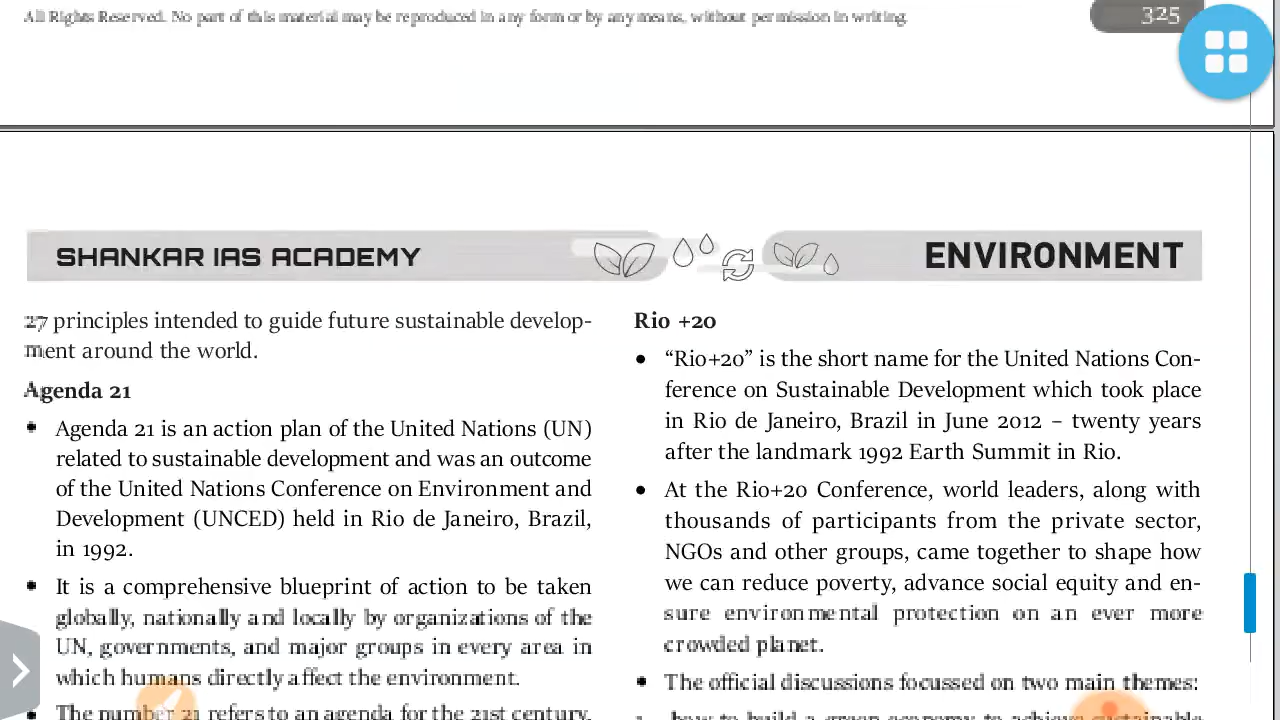 All Rights Reserved. No part of this material may be reproduced in any form or by any means, without permission in writing.
325
SHANKAR IAS ACADEMY
ENVIRONMENT
27 principles intended to guide future sustainable develop-
ment around the world.
Agenda 21
• Agenda 21 is an action plan of the United Nations (UN)
related to sustainable development and was an outcome
of the United Nations Conference on Environment and
Development (UNCED) held in Rio de Janeiro, Brazil,
in 1992.
• It is a comprehensive blueprint of action to be taken
globally, nationally and locally by organizations of the
UN, governments, and major groups in every area in
which humans directly affect the environment.
• The number 21 refers to an agenda for the 21st century.
Rio +20
• “Rio+20” is the short name for the United Nations Con-
ference on Sustainable Development which took place
in Rio de Janeiro, Brazil in June 2012 – twenty years
after the landmark 1992 Earth Summit in Rio.
• At the Rio+20 Conference, world leaders, along with
thousands of participants from the private sector,
NGOs and other groups, came together to shape how
we can reduce poverty, advance social equity and en-
sure environmental protection on an ever more
crowded planet.
• The official discussions focussed on two main themes:
how to build a green economy to achieve sustainable